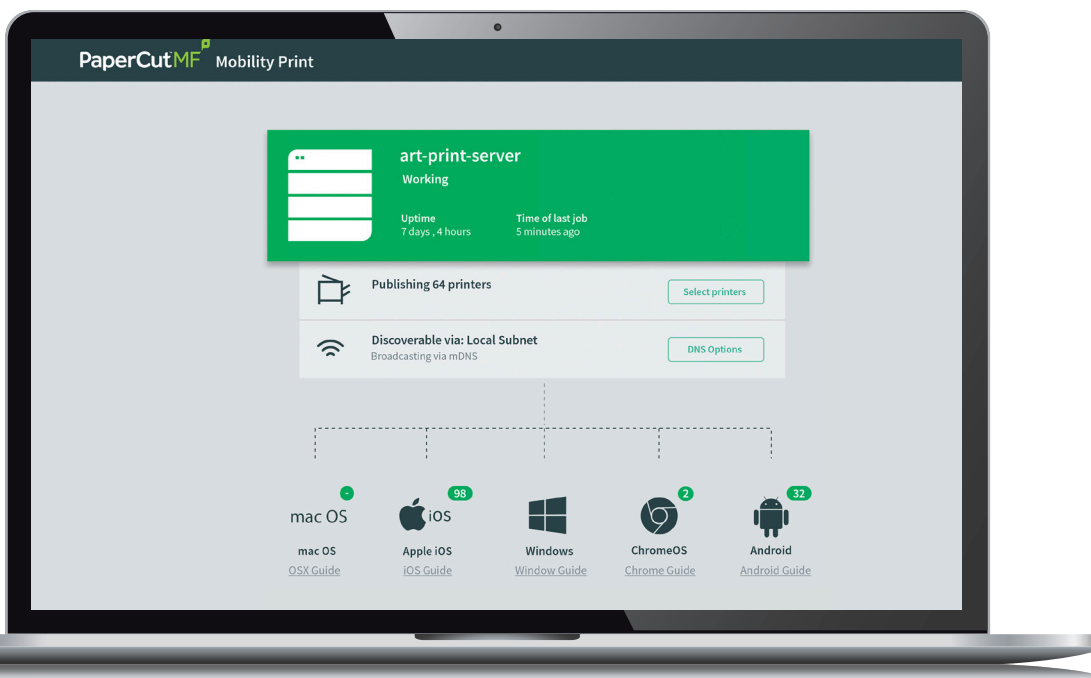 PaperCut MF Mobility Print
art-print-server
Working
Uptime Time of last job
7 days , 4 hours 5 minutes ago
Publishing 64 printers
Select printers
Discoverable via: Local Subnet
Broadcasting via mDNS
DNS Options
- 98 2 32
mac OS iOS
mac OS Apple iOS Windows ChromeOS Android
OSX Guide iOS Guide Window Guide Chrome Guide Android Guide